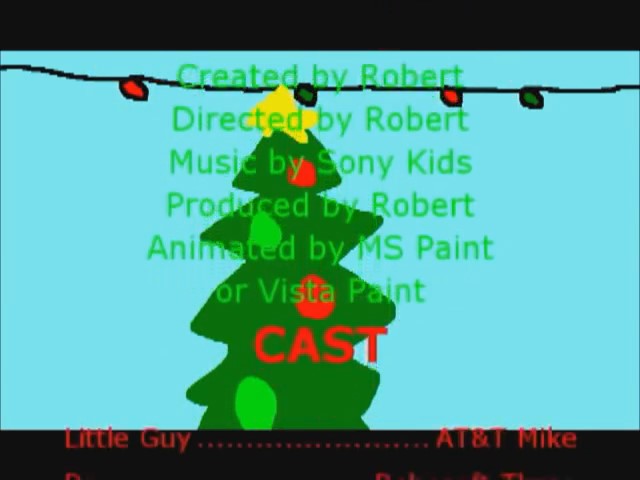 Created by Robert
Directed by Robert
Music by Sony Kids
Produced by Robert
Animated by MS Paint
or Vista Paint
CAST
Little Guy............................AT&T Mike